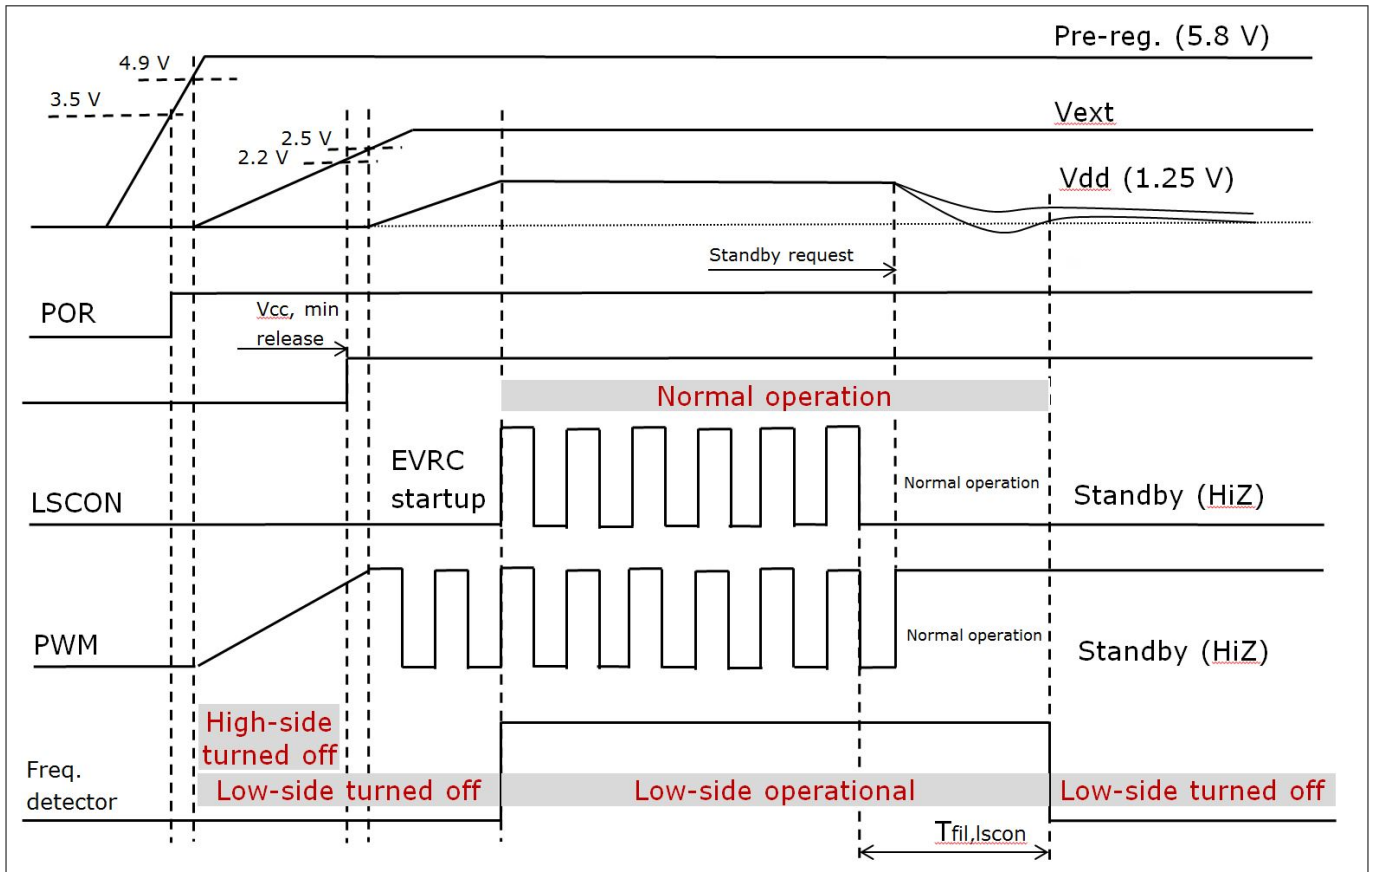 Pre-reg. (5.8 V)
4.9 V
3.5 V
Vext
2.5 V
2.2 V
Vdd (1.25 V)
Standby request
POR
Vcc, min
release
Normal operation
EVRC
startup
LSCON
Normal operation
Standby (HiZ)
PWM
Normal operation
Standby (HiZ)
High-side
turned off
Freq.
detector
Low-side turned off
Low-side operational
Low-side turned off
Tfil,lscon